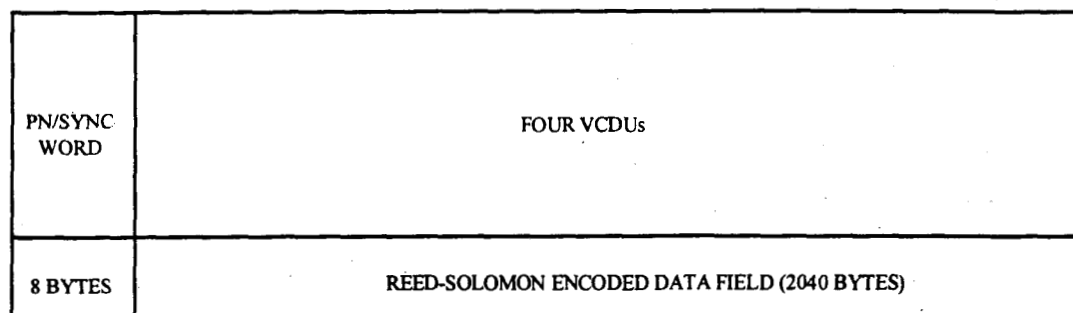 PN/SYNC
WORD
FOUR VCDUs
8 BYTES
REED-SOLOMON ENCODED DATA FIELD (2040 BYTES)